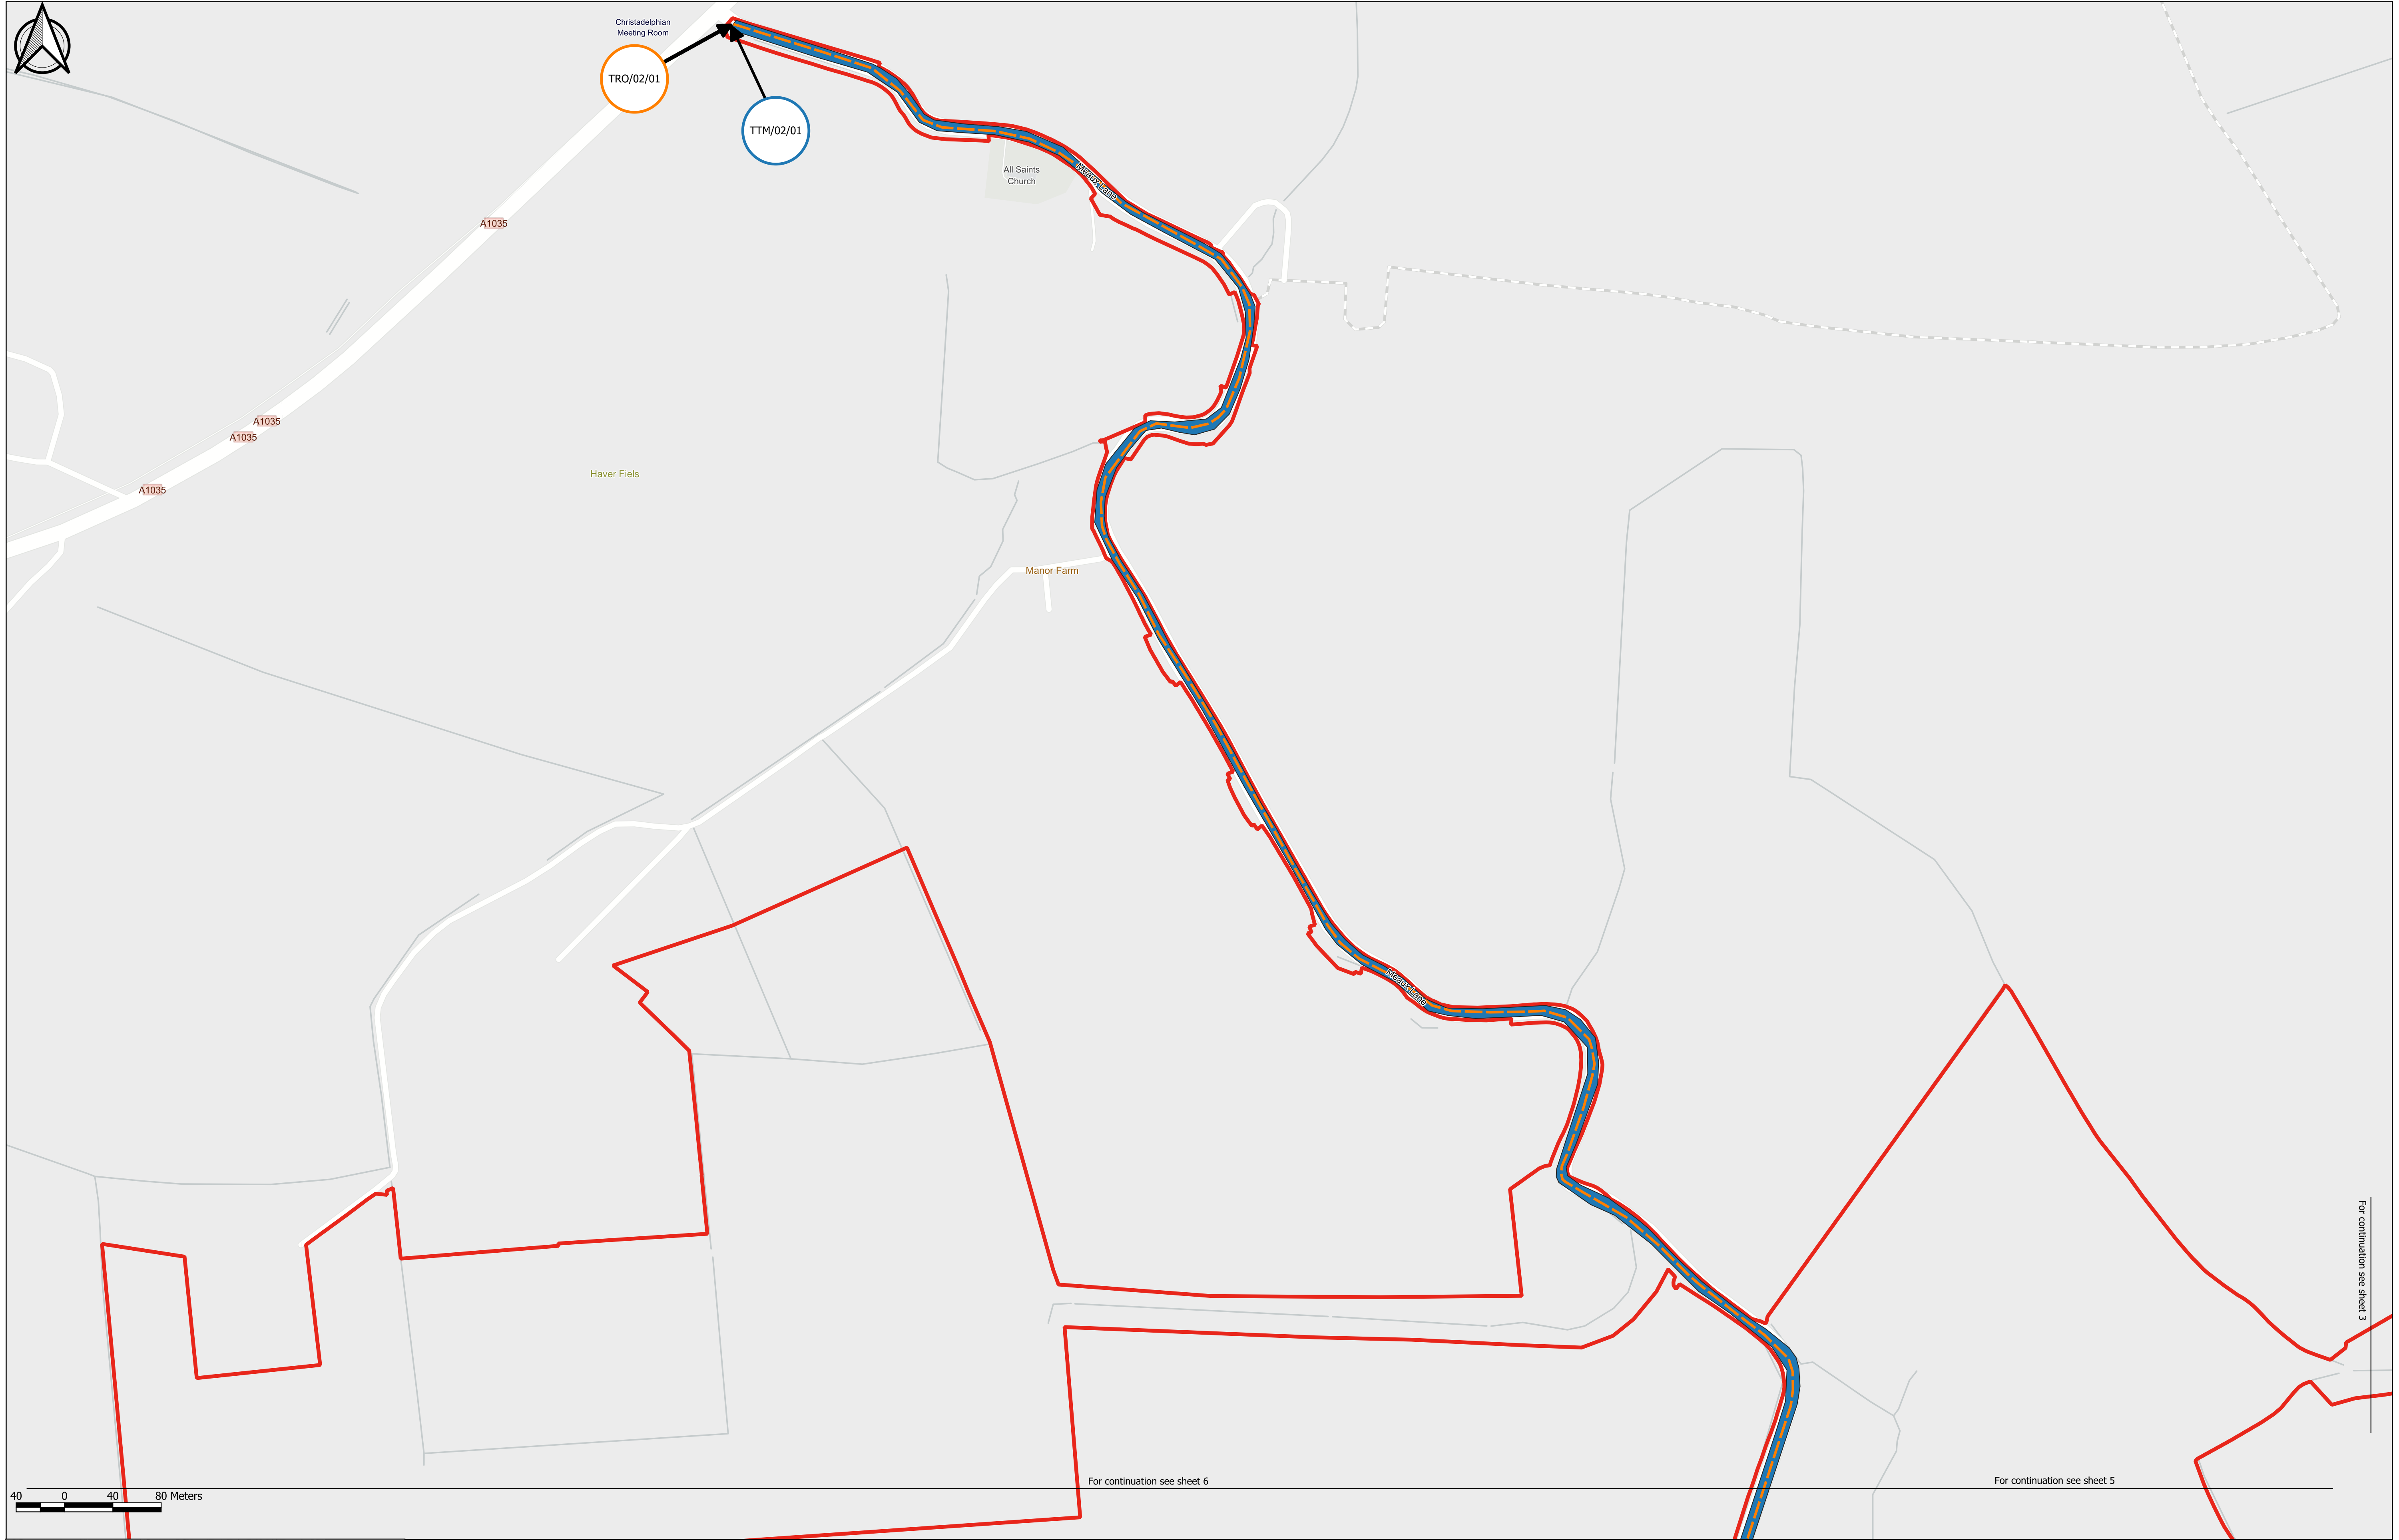 Christadelphian
Meeting Room
TRO/02/01
TTM/02/01
All Saints
Church
Meaux Lane
A1035
A1035
A1035
A1035
Haver Fiels
Manor Farm
Meaux Lane
For continuation see sheet 3
For continuation see sheet 6
For continuation see sheet 5
40 0 40 80 Meters